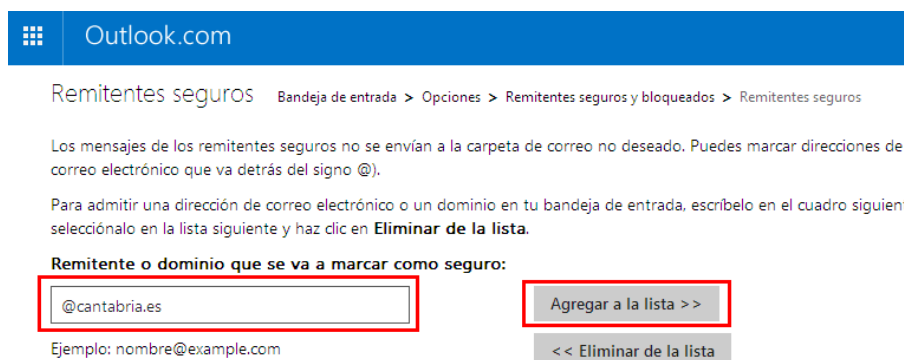 Outlook.com
Remitentes seguros Bandeja de entrada > Opciones > Remitentes seguros y bloqueados > Remitentes seguros
Los mensajes de los remitentes seguros no se envían a la carpeta de correo no deseado. Puedes marcar direcciones de
correo electrónico que va detrás del signo @).
Para admitir una dirección de correo electrónico o un dominio en tu bandeja de entrada, escríbelo en el cuadro siguien
selecciónalo en la lista siguiente y haz clic en Eliminar de la lista.
Remitente o dominio que se va a marcar como seguro:
@cantabria.es Agregar a la lista >>
Ejemplo: nombre@example.com << Eliminar de la lista